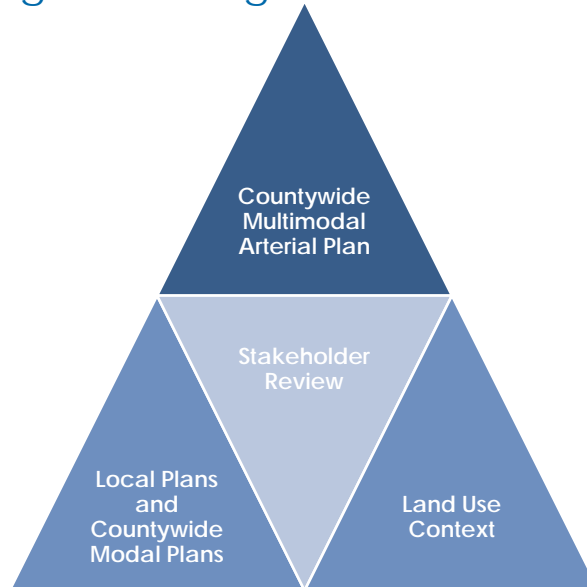 Countywide
Multimodal
Arterial Plan
Stakeholder
Review
Local Plans
and
Countywide
Modal Plans
Land Use
Context